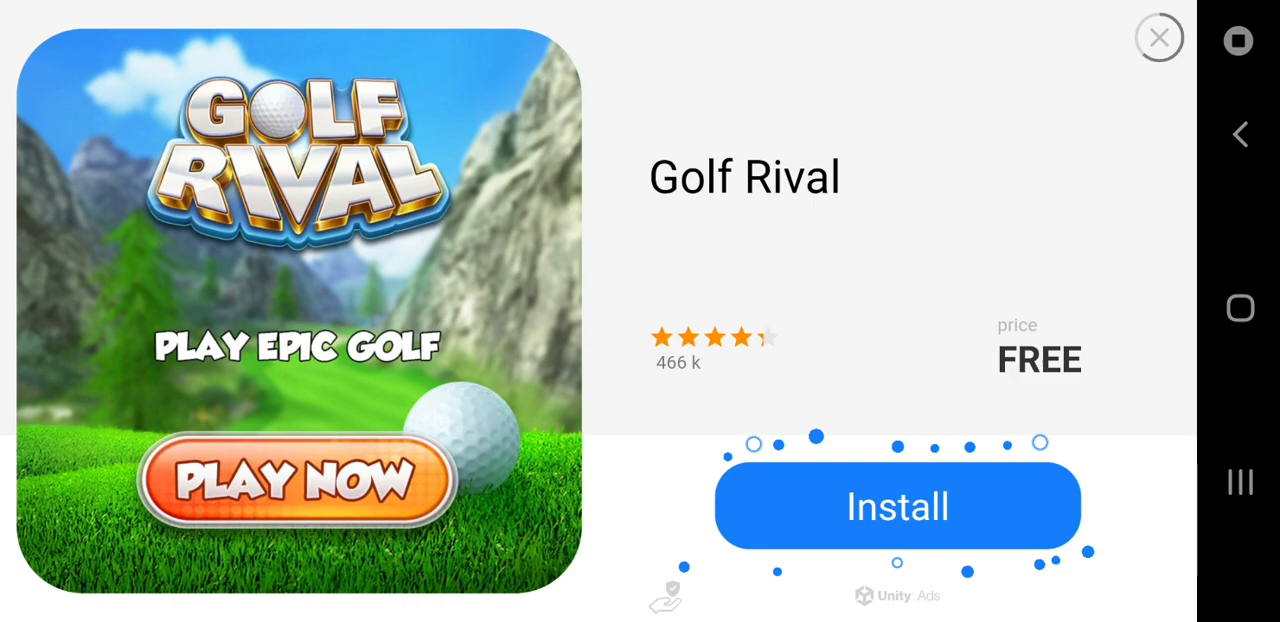 GOLF
RIVAL
PLAY EPIC GOLF
PLAY NOW
Golf Rival
466 k
price
FREE
Install
Unity Ads